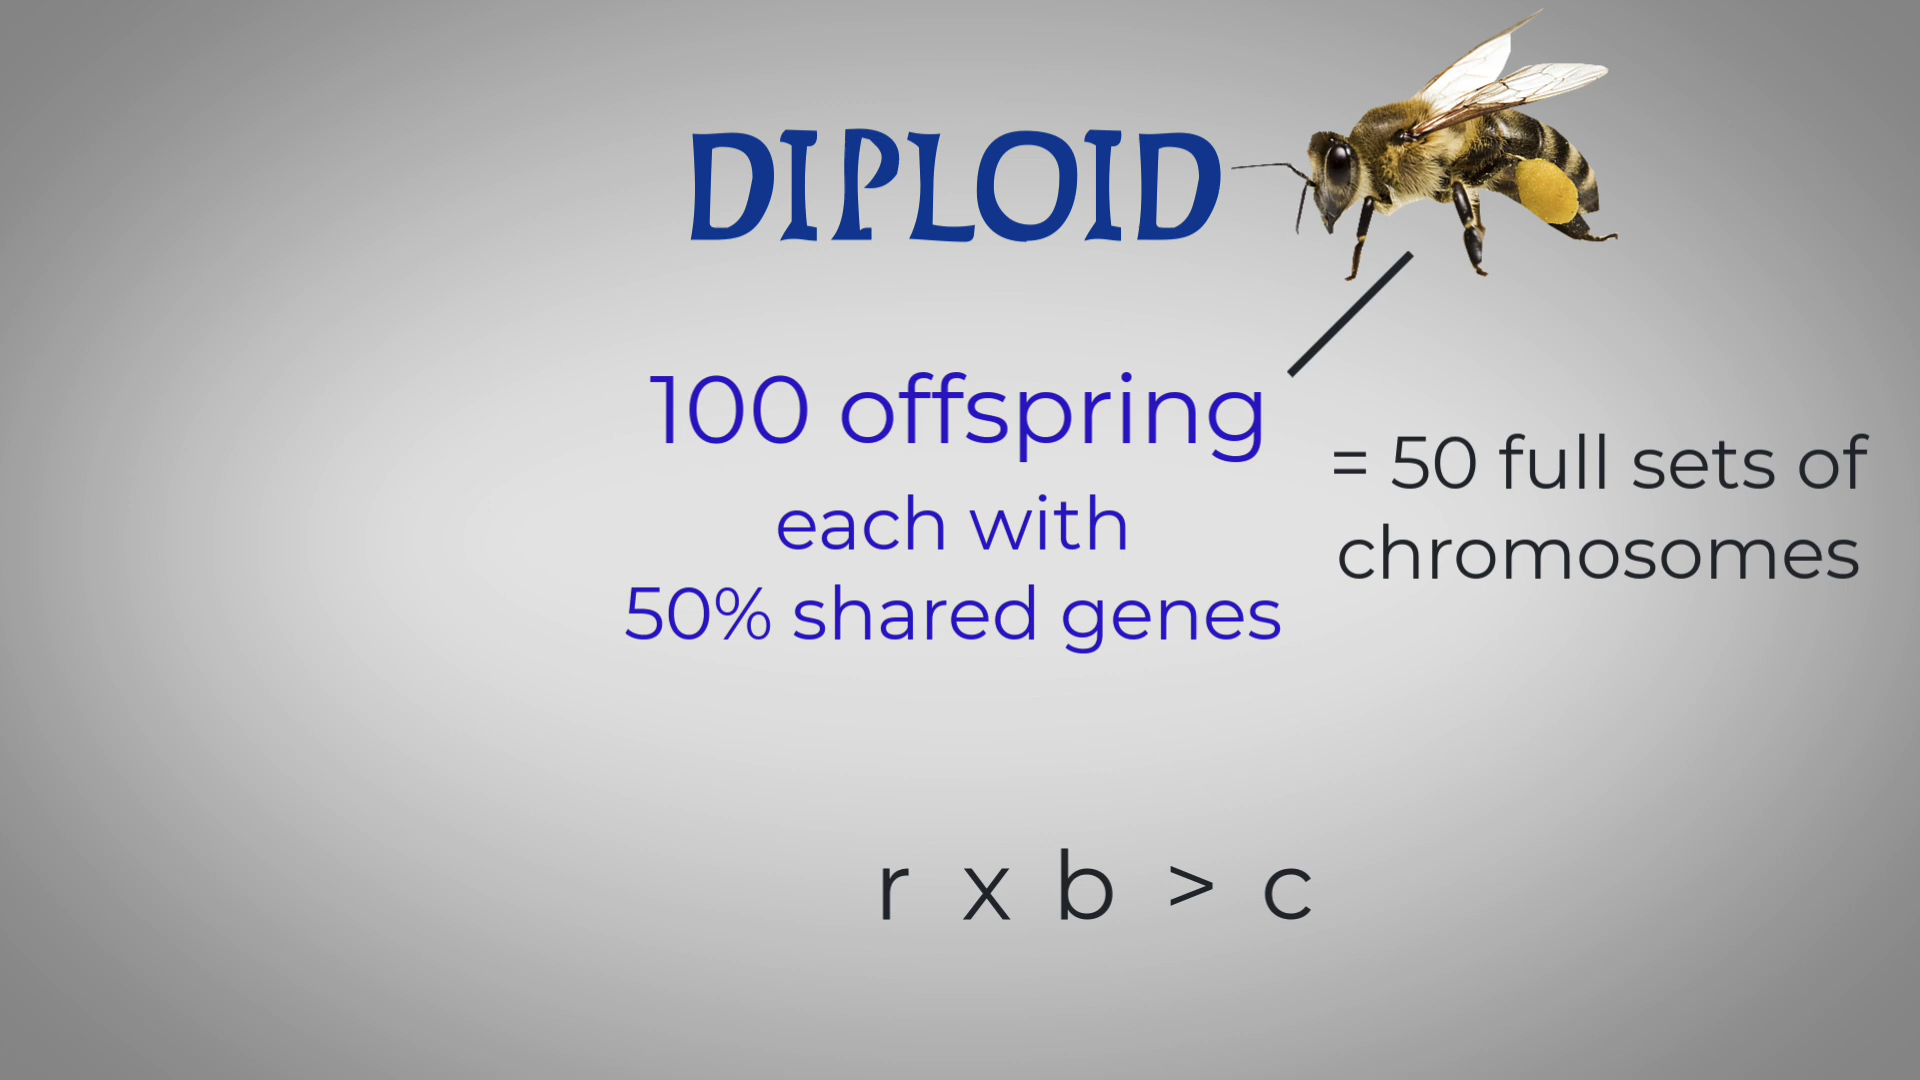 DIPLOID
100 offspring
each with
50% shared genes
= 50 full sets of
chromosomes
r x b > c